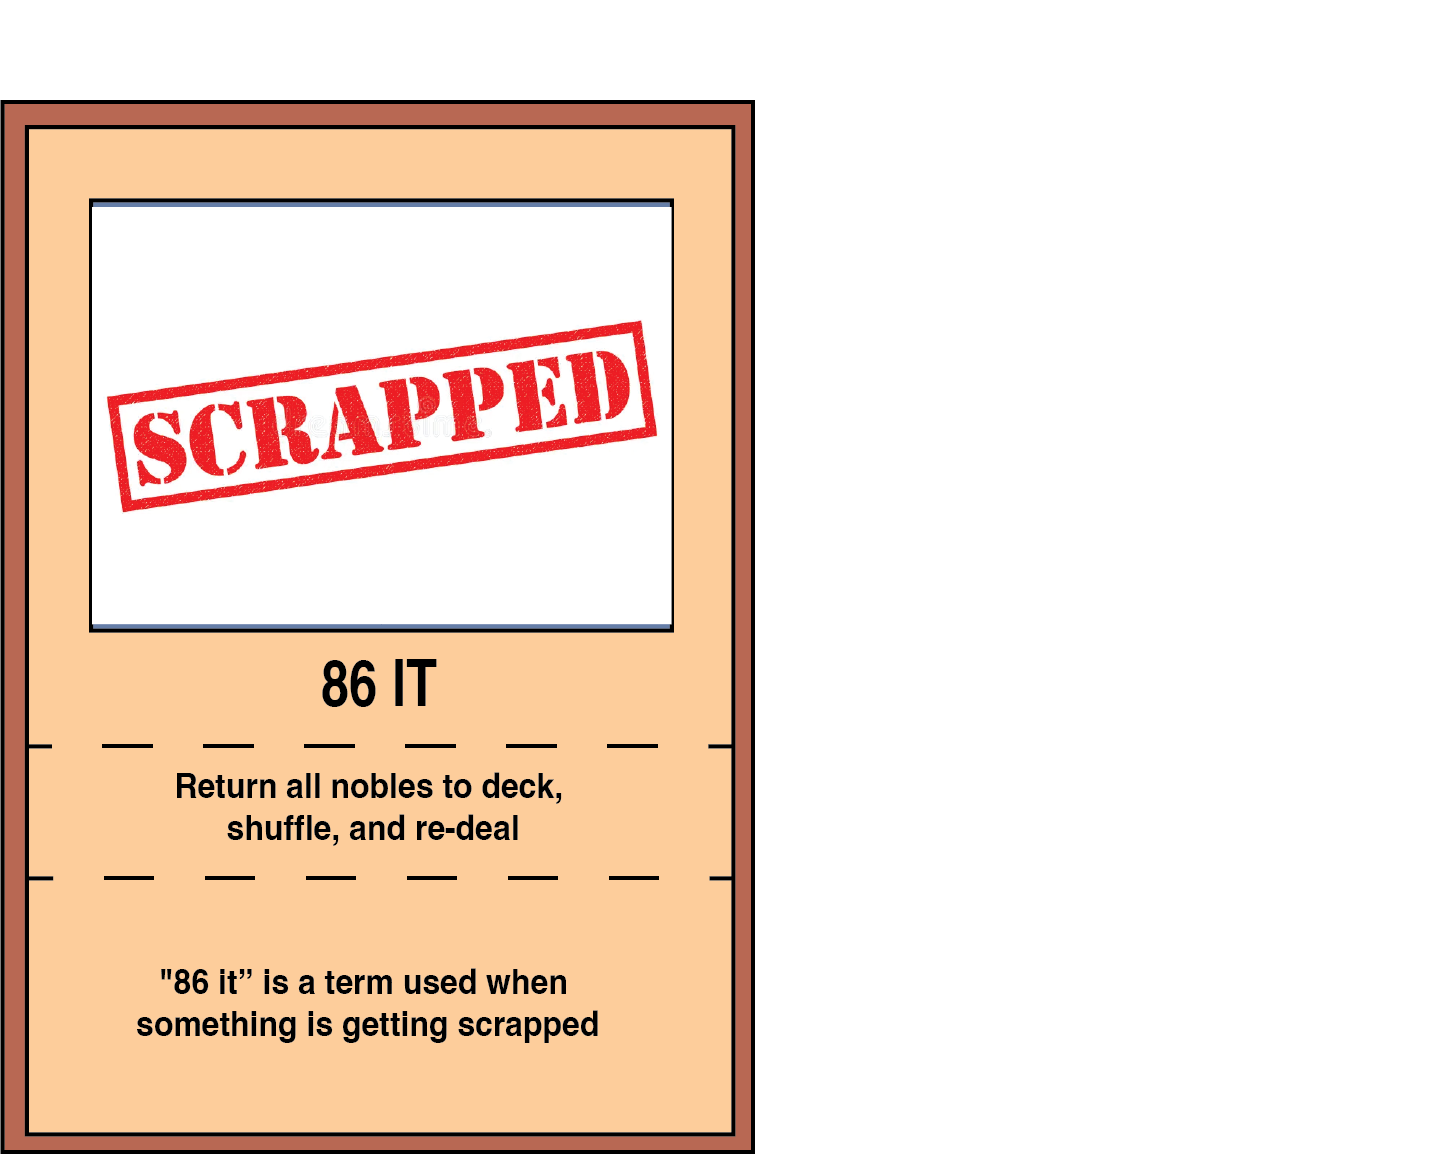 SCRAPPED
86 IT
Return all nobles to deck,
shuffle, and re-deal
"86 it” is a term used when
something is getting scrapped